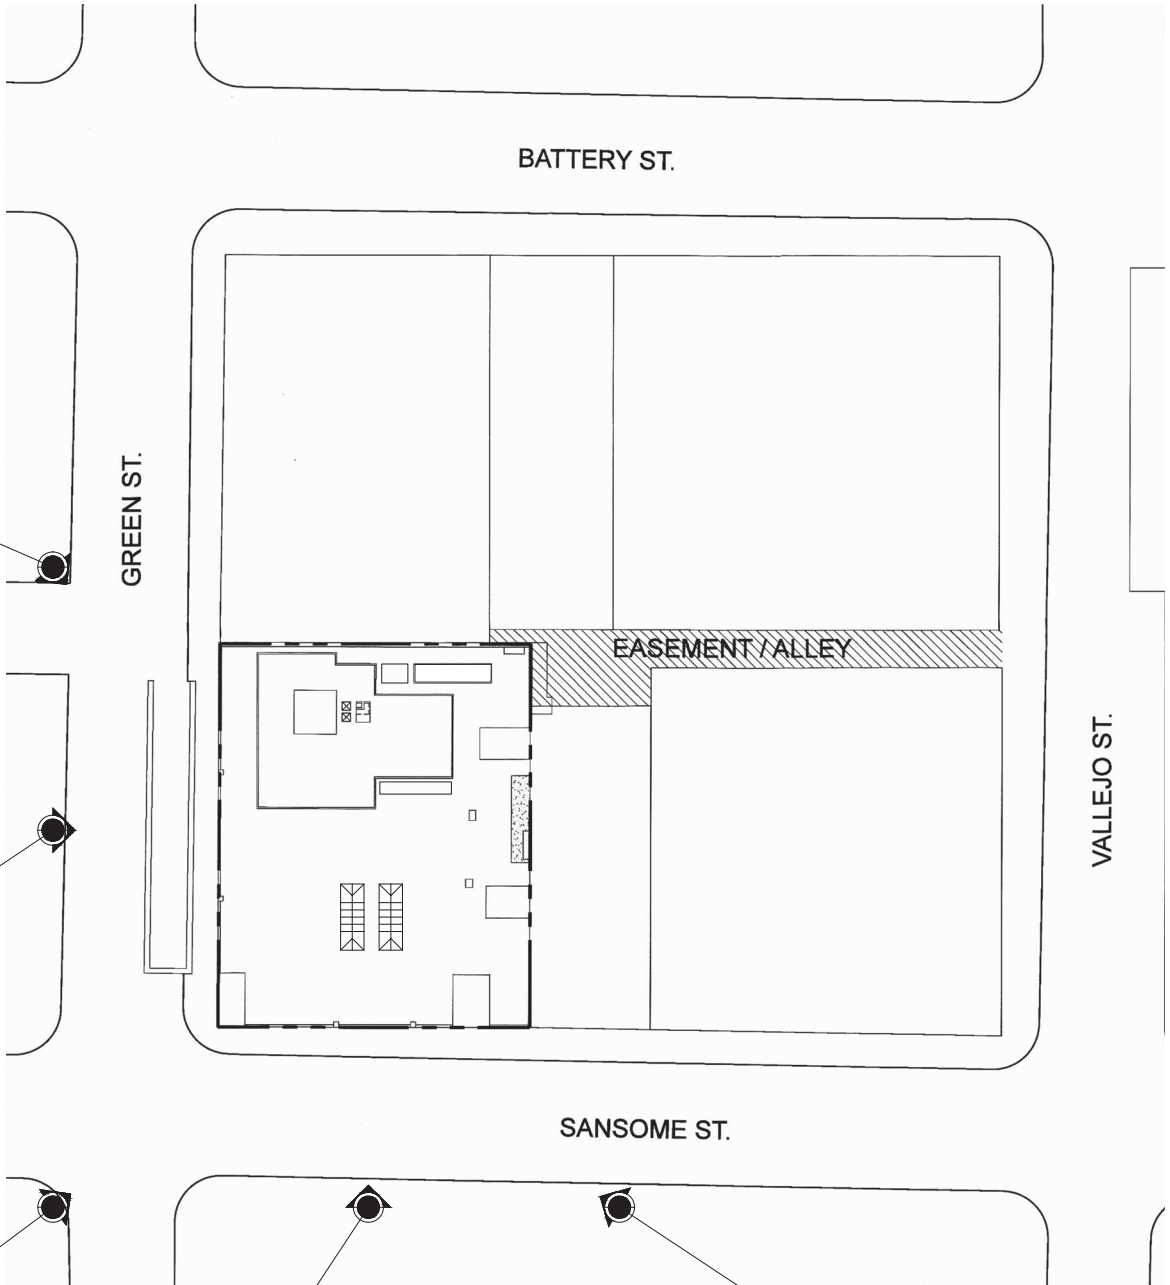 BATTERY ST.
GREEN ST.
EASEMENT / ALLEY
VALLEJO ST.
SANSOME ST.